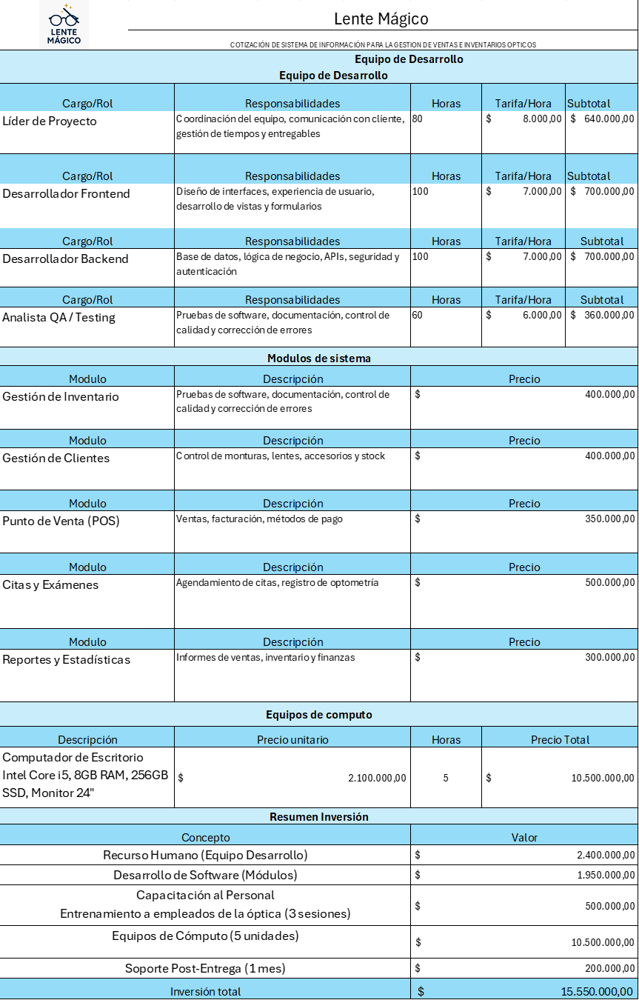 LENTE
MÁGICO
Lente Mágico
COTIZACIÓN DE SISTEMA DE INFORMACIÓN PARA LA GESTION DE VENTAS E INVENTARIOS OPTICOS
Equipo de Desarrollo
Equipo de Desarrollo
Cargo/Rol Responsabilidades Horas Tarifa/Hora Subtotal
Líder de Proyecto Coordinación del equipo, comunicación con cliente, 80 $ 8.000,00 $ 640.000,00
gestión de tiempos y entregables
Cargo/Rol Responsabilidades Horas Tarifa/Hora Subtotal
Desarrollador Frontend Diseño de interfaces, experiencia de usuario, 100 $ 7.000,00 $ 700.000,00
desarrollo de vistas y formularios
Cargo/Rol Responsabilidades Horas Tarifa/Hora Subtotal
Desarrollador Backend Base de datos, lógica de negocio, APIs, seguridad y 100 $ 7.000,00 $ 700.000,00
autenticación
Cargo/Rol Responsabilidades Horas Tarifa/Hora Subtotal
Analista QA / Testing Pruebas de software, documentación, control de 60 $ 6.000,00 $ 360.000,00
calidad y corrección de errores
Modulos de sistema
Modulo Descripción Precio
Gestión de Inventario Pruebas de software, documentación, control de $ 400.000,00
calidad y corrección de errores
Modulo Descripción Precio
Gestión de Clientes Control de monturas, lentes, accesorios y stock $ 400.000,00
Modulo Descripción Precio
Punto de Venta (POS) Ventas, facturación, métodos de pago $ 350.000,00
Modulo Descripción Precio
Citas y Exámenes Agendamiento de citas, registro de optometría $ 500.000,00
Modulo Descripción Precio
Reportes y Estadísticas Informes de ventas, inventario y finanzas $ 300.000,00
Equipos de computo
Descripción Precio unitario Horas Precio Total
Computador de Escritorio
Intel Core i5, 8GB RAM, 256GB $ 2.100.000,00 5 $ 10.500.000,00
SSD, Monitor 24"
Resumen Inversión
Concepto Valor
Recurso Humano (Equipo Desarrollo) $ 2.400.000,00
Desarrollo de Software (Módulos) $ 1.950.000,00
Capacitación al Personal
Entrenamiento a empleados de la óptica (3 sesiones) $ 500.000,00
Equipos de Cómputo (5 unidades) $ 10.500.000,00
Soporte Post-Entrega (1 mes) $ 200.000,00
Inversión total $ 15.550.000,00